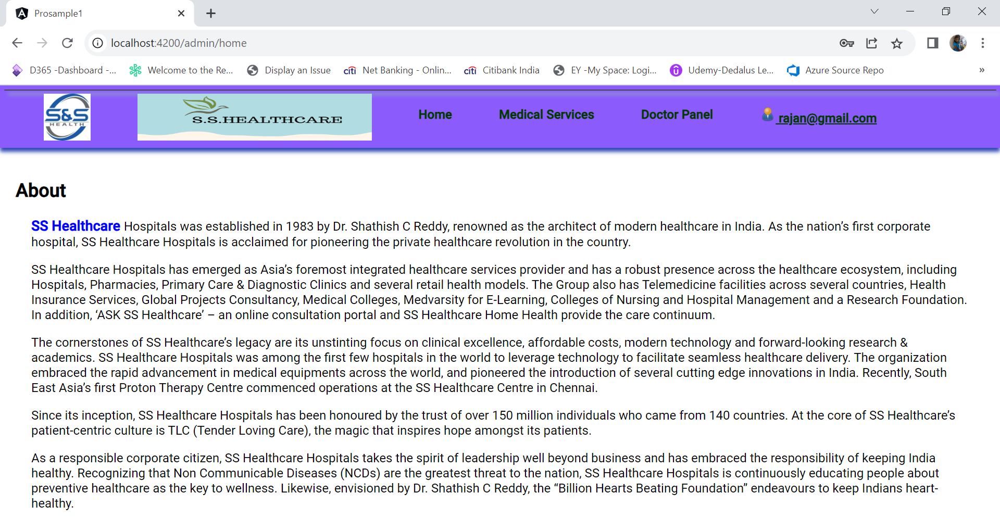 Prosample1
localhost:4200/admin/home
D365 -Dashboard -... Welcome to the Re... Display an Issue citi Net Banking - Onlin... citi Citibank India EY -My Space: Logi... Udemy-Dedalus Le... Azure Source Repo »
S&S
HEALTH
S.S.HEALTHCARE
Home Medical Services Doctor Panel rajan@gmail.com
About
SS Healthcare Hospitals was established in 1983 by Dr. Shathish C Reddy, renowned as the architect of modern healthcare in India. As the nation’s first corporate
hospital, SS Healthcare Hospitals is acclaimed for pioneering the private healthcare revolution in the country.
SS Healthcare Hospitals has emerged as Asia’s foremost integrated healthcare services provider and has a robust presence across the healthcare ecosystem, including
Hospitals, Pharmacies, Primary Care & Diagnostic Clinics and several retail health models. The Group also has Telemedicine facilities across several countries, Health
Insurance Services, Global Projects Consultancy, Medical Colleges, Medvarsity for E-Learning, Colleges of Nursing and Hospital Management and a Research Foundation.
In addition, ‘ASK SS Healthcare’ – an online consultation portal and SS Healthcare Home Health provide the care continuum.
The cornerstones of SS Healthcare’s legacy are its unstinting focus on clinical excellence, affordable costs, modern technology and forward-looking research &
academics. SS Healthcare Hospitals was among the first few hospitals in the world to leverage technology to facilitate seamless healthcare delivery. The organization
embraced the rapid advancement in medical equipments across the world, and pioneered the introduction of several cutting edge innovations in India. Recently, South
East Asia’s first Proton Therapy Centre commenced operations at the SS Healthcare Centre in Chennai.
Since its inception, SS Healthcare Hospitals has been honoured by the trust of over 150 million individuals who came from 140 countries. At the core of SS Healthcare’s
patient-centric culture is TLC (Tender Loving Care), the magic that inspires hope amongst its patients.
As a responsible corporate citizen, SS Healthcare Hospitals takes the spirit of leadership well beyond business and has embraced the responsibility of keeping India
healthy. Recognizing that Non Communicable Diseases (NCDs) are the greatest threat to the nation, SS Healthcare Hospitals is continuously educating people about
preventive healthcare as the key to wellness. Likewise, envisioned by Dr. Shathish C Reddy, the “Billion Hearts Beating Foundation” endeavours to keep Indians heart-
healthy.